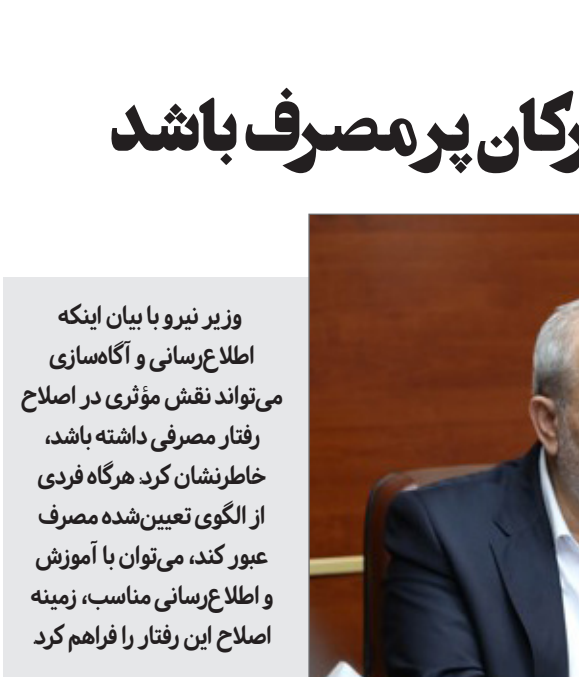 پر مصرف باشد
وزیر نیرو با بیان اینکه
اطلاع‌رسانی و آگاه‌سازی
می‌تواند نقش مؤثری در اصلاح
رفتار مصرفی داشته باشد،
خاطرنشان کرد: هرگاه فردی
از الگوی تعیین‌شده مصرف
عبور کند، می‌توان با آموزش
و اطلاع‌رسانی مناسب، زمینه
اصلاح این رفتار را فراهم کرد